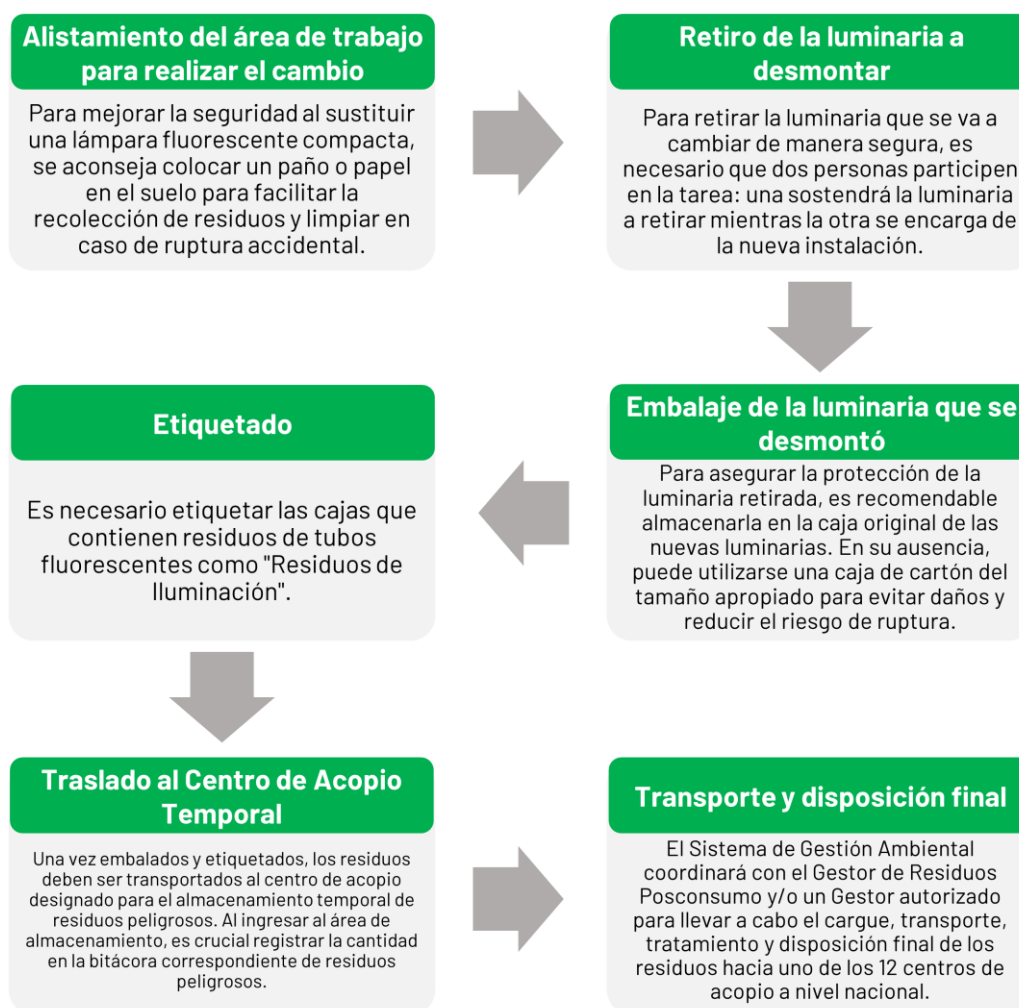 Alistamiento del área de trabajo
para realizar el cambio
Para mejorar la seguridad al sustituir
una lámpara fluorescente compacta,
se aconseja colocar un paño o papel
en el suelo para facilitar la
recolección de residuos y limpiar en
caso de ruptura accidental.
Retiro de la luminaria a
desmontar
Para retirar la luminaria que se va a
cambiar de manera segura, es
necesario que dos personas participen
en la tarea: una sostendrá la luminaria
a retirar mientras la otra se encarga de
la nueva instalación.
Embalaje de la luminaria que se
desmontó
Para asegurar la protección de la
luminaria retirada, es recomendable
almacenarla en la caja original de las
nuevas luminarias. En su ausencia,
puede utilizarse una caja de cartón del
tamaño apropiado para evitar daños y
reducir el riesgo de ruptura.
Etiquetado
Es necesario etiquetar las cajas que
contienen residuos de tubos
fluorescentes como "Residuos de
Iluminación".
Traslado al Centro de Acopio
Temporal
Una vez embalados y etiquetados, los residuos
deben ser transportados al centro de acopio
designado para el almacenamiento temporal de
residuos peligrosos. Al ingresar al área de
almacenamiento, es crucial registrar la cantidad
en la bitácora correspondiente de residuos
peligrosos.
Transporte y disposición final
El Sistema de Gestión Ambiental
coordinará con el Gestor de Residuos
Posconsumo y/o un Gestor autorizado
para llevar a cabo el cargue, transporte,
tratamiento y disposición final de los
residuos hacia uno de los 12 centros de
acopio a nivel nacional.